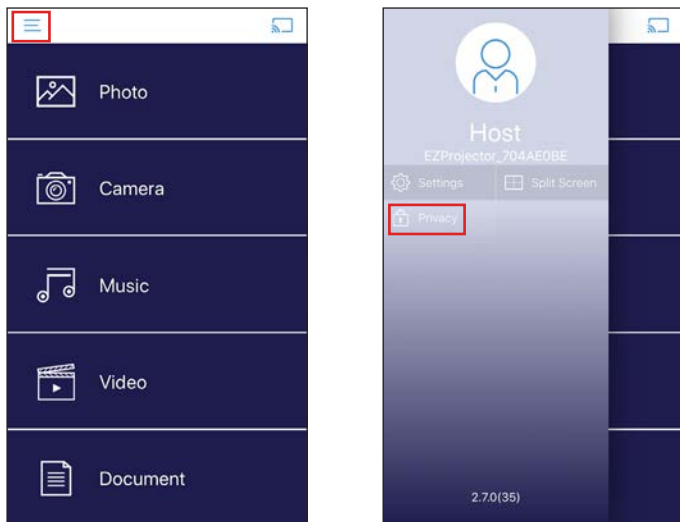 Photo
Camera
Music
Video
Document
Host
EZProjector_704AE0BE
Settings
Split Screen
Privacy
2.7.0(35)